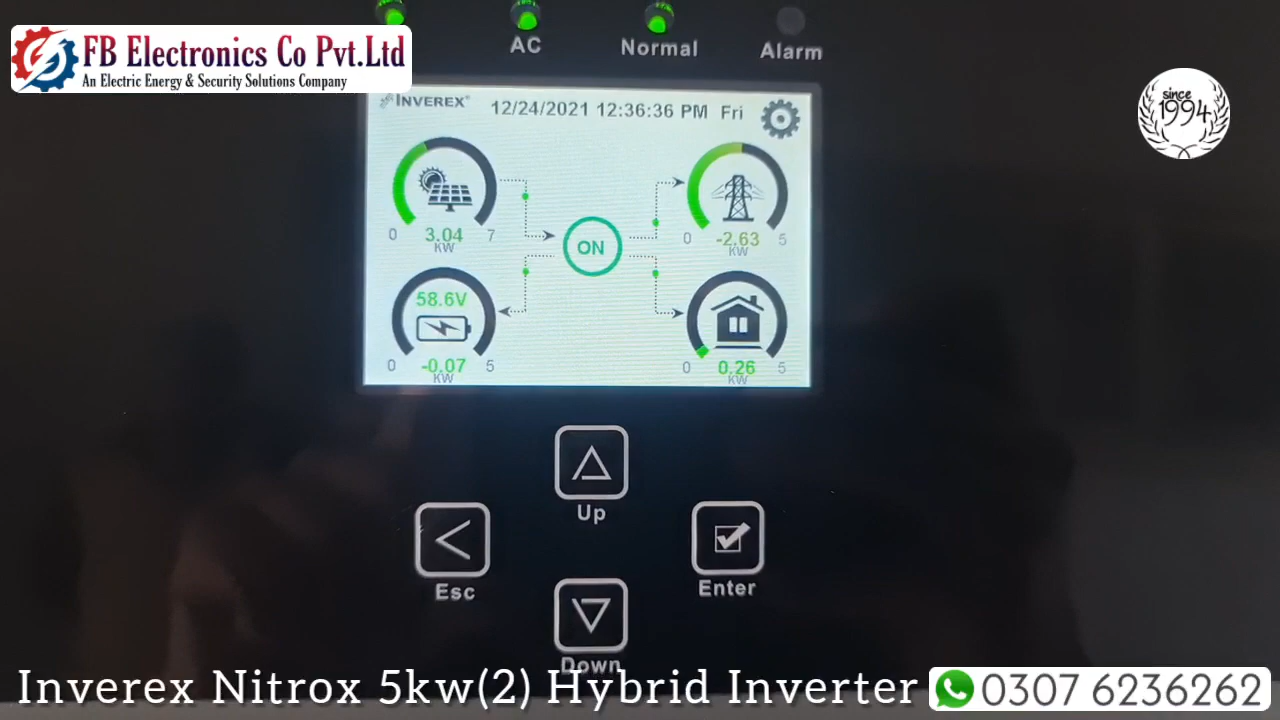 FB Electronics Co Pvt.Ltd
An Electric Energy & Security Solutions Company
since
1994
AC
Normal
Alarm
INVEREX®
12/24/2021 12:36:36 PM Fri
0 3.04 7
KW
0 -2.63 5
KW
ON
58.6V
0 -0.07 5
KW
0 0.26 5
KW
Up
Esc
Enter
Down
Inverex Nitrox 5kw(2) Hybrid Inverter
0307 6236262